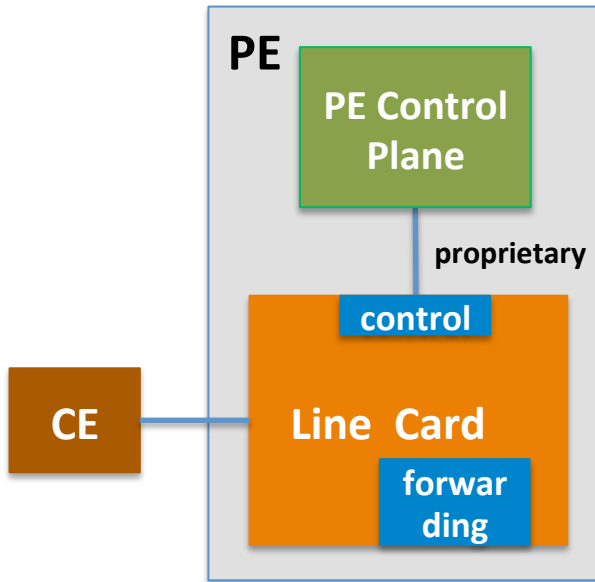 PE
PE Control
Plane
proprietary
control
CE
Line Card
forwar
ding